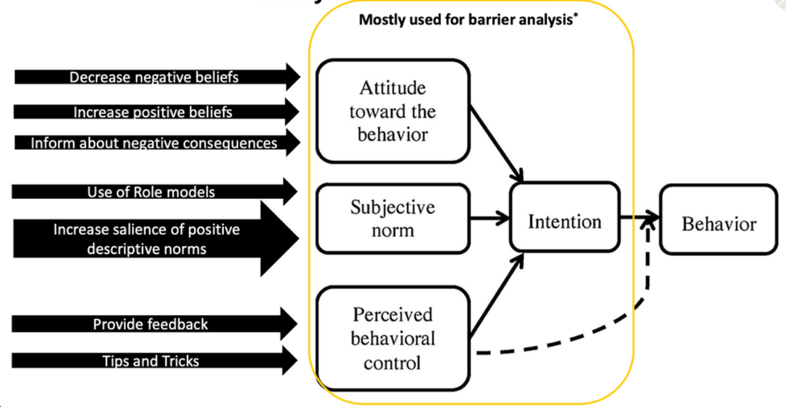 Mostly used for barrier analysis*
Decrease negative beliefs
Increase positive beliefs
Inform about negative consequences
Attitude
toward the
behavior
Use of Role models
Increase salience of positive
descriptive norms
Subjective
norm
Intention
Behavior
Provide feedback
Tips and Tricks
Perceived
behavioral
control